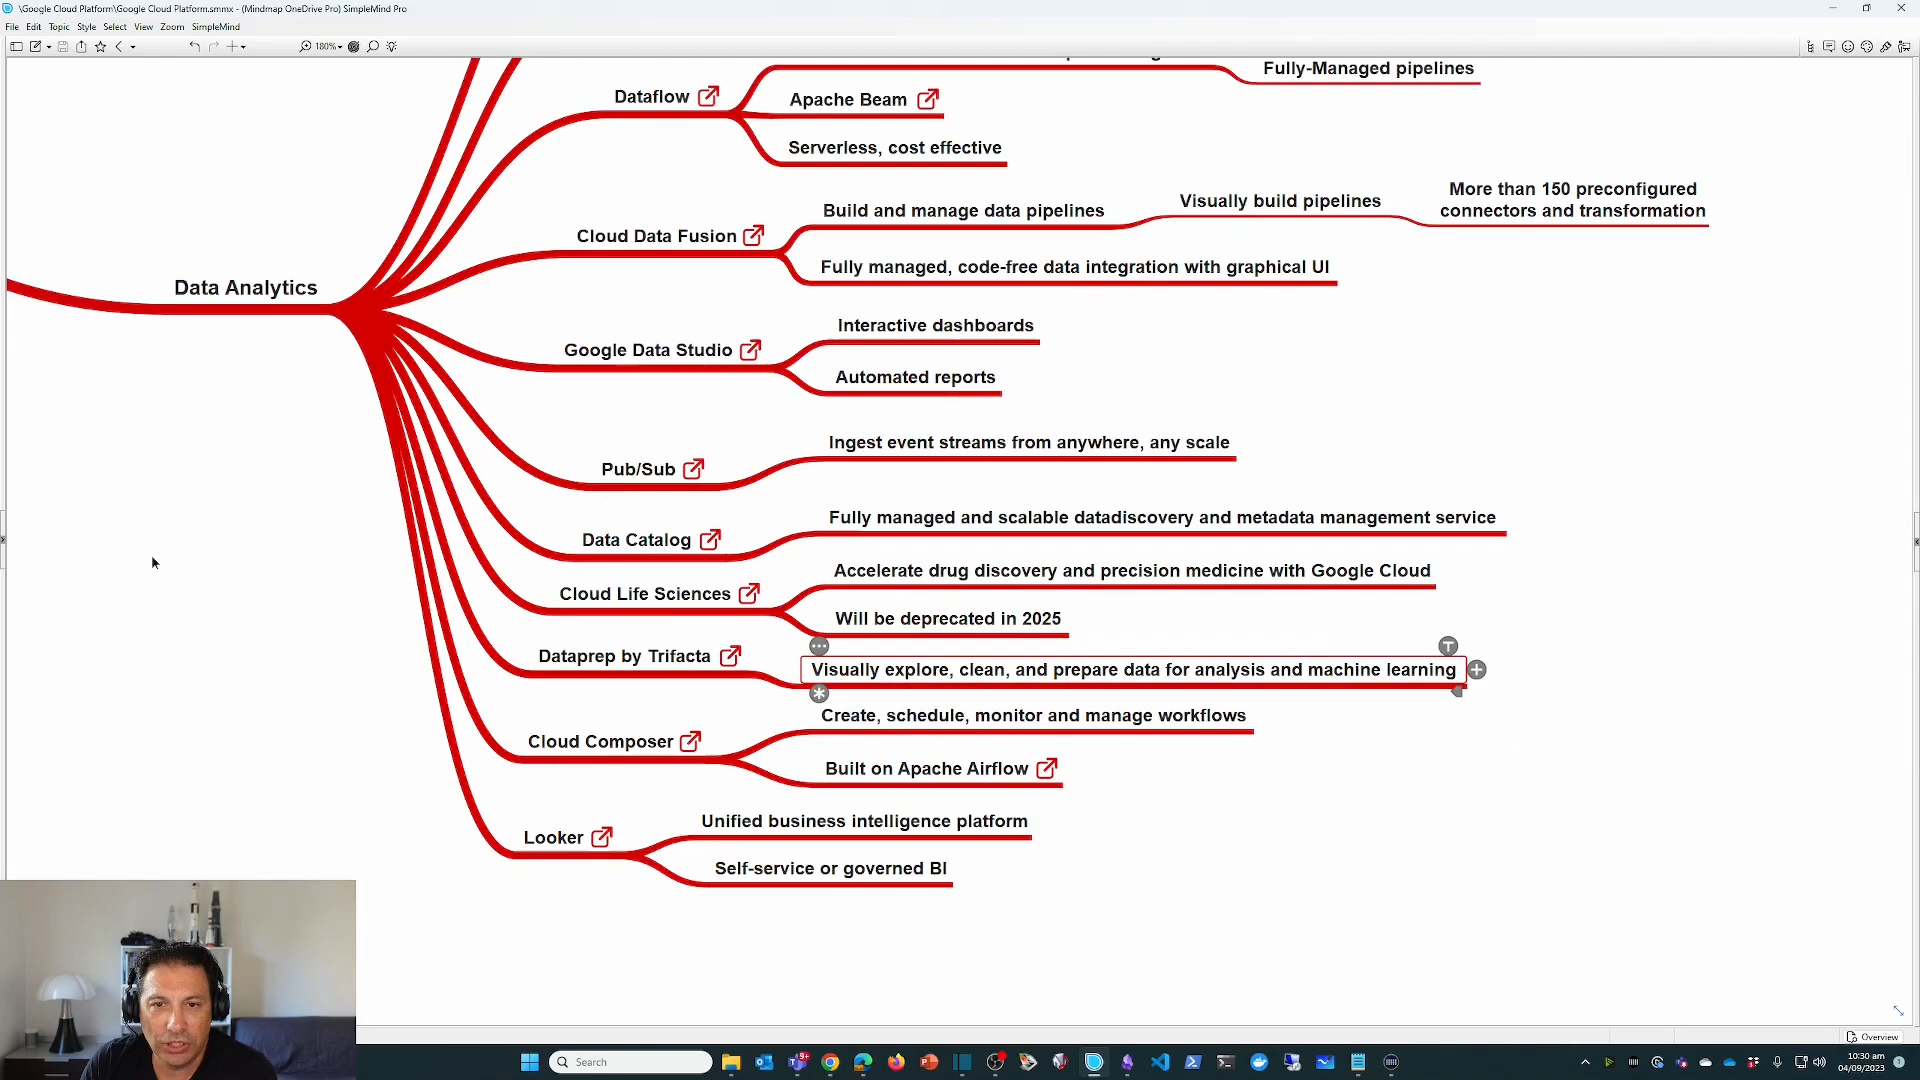 \Google Cloud Platform\Google Cloud Platform.smmx - (Mindmap OneDrive Pro) SimpleMind Pro
File Edit Topic Style Select View Zoom SimpleMind
180%
Fully-Managed pipelines
Dataflow
Apache Beam
Serverless, cost effective
More than 150 preconfigured
connectors and transformation
Visually build pipelines
Build and manage data pipelines
Cloud Data Fusion
Fully managed, code-free data integration with graphical UI
Data Analytics
Interactive dashboards
Google Data Studio
Automated reports
Ingest event streams from anywhere, any scale
Pub/Sub
Fully managed and scalable datadiscovery and metadata management service
Data Catalog
Accelerate drug discovery and precision medicine with Google Cloud
Cloud Life Sciences
Will be deprecated in 2025
Dataprep by Trifacta
Visually explore, clean, and prepare data for analysis and machine learning
Create, schedule, monitor and manage workflows
Cloud Composer
Built on Apache Airflow
Unified business intelligence platform
Looker
Self-service or governed BI
Overview
Search
9+
10:30 am
04/09/2023